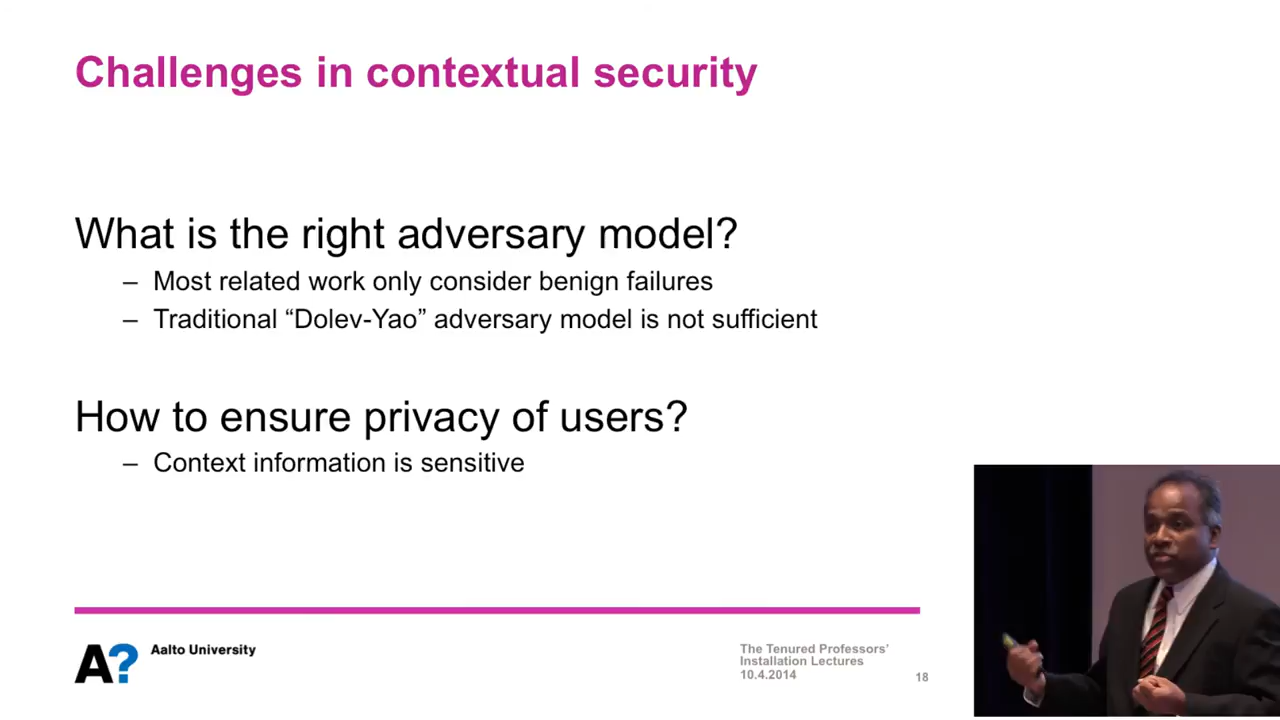 Challenges in contextual security
What is the right adversary model?
– Most related work only consider benign failures
– Traditional “Dolev-Yao” adversary model is not sufficient
How to ensure privacy of users?
– Context information is sensitive
A?
Aalto University
The Tenured Professors’
Installation Lectures
10.4.2014
18